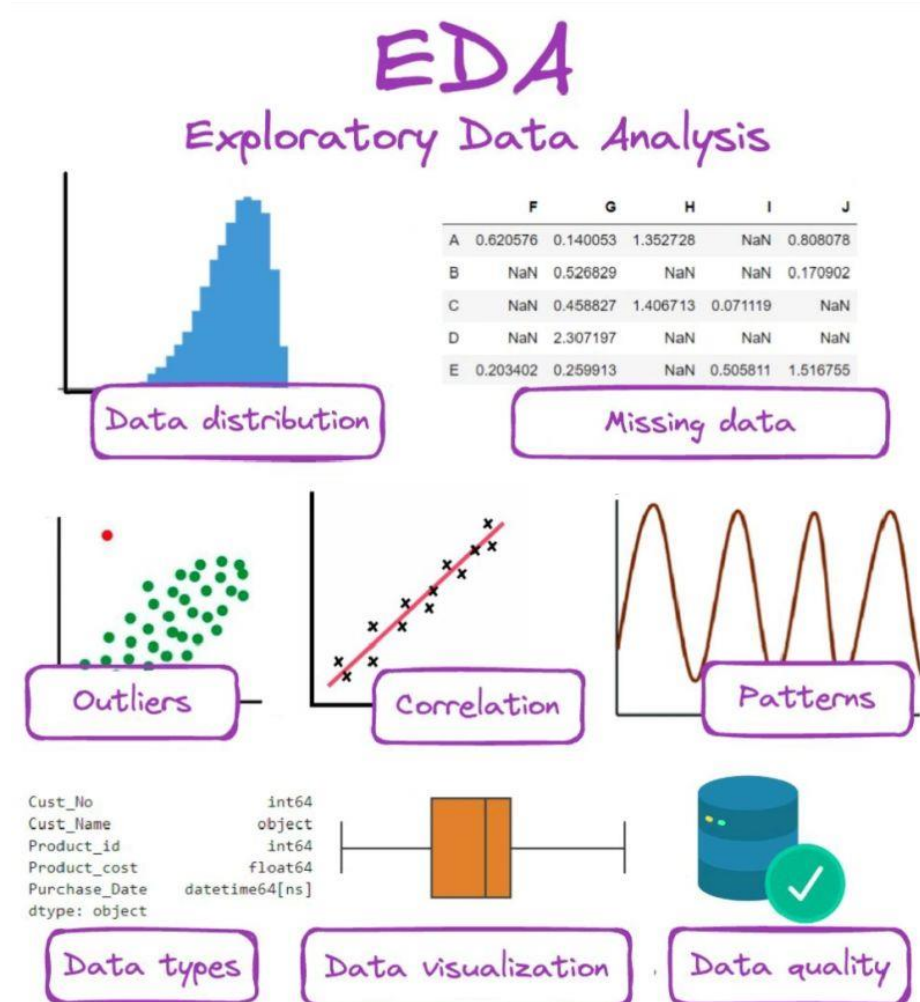 EDA
Exploratory Data Analysis
F G H I J
A 0.620576 0.140053 1.352728 NaN 0.808078
B NaN 0.526829 NaN NaN 0.170902
C NaN 0.458827 1.406713 0.071119 NaN
D NaN 2.307197 NaN NaN NaN
E 0.203402 0.259913 NaN 0.505811 1.516755
Data distribution
Missing data
Outliers
Correlation
Patterns
Cust_No int64
Cust_Name object
Product_id int64
Product_cost float64
Purchase_Date datetime64[ns]
dtype: object
Data types
Data visualization
Data quality